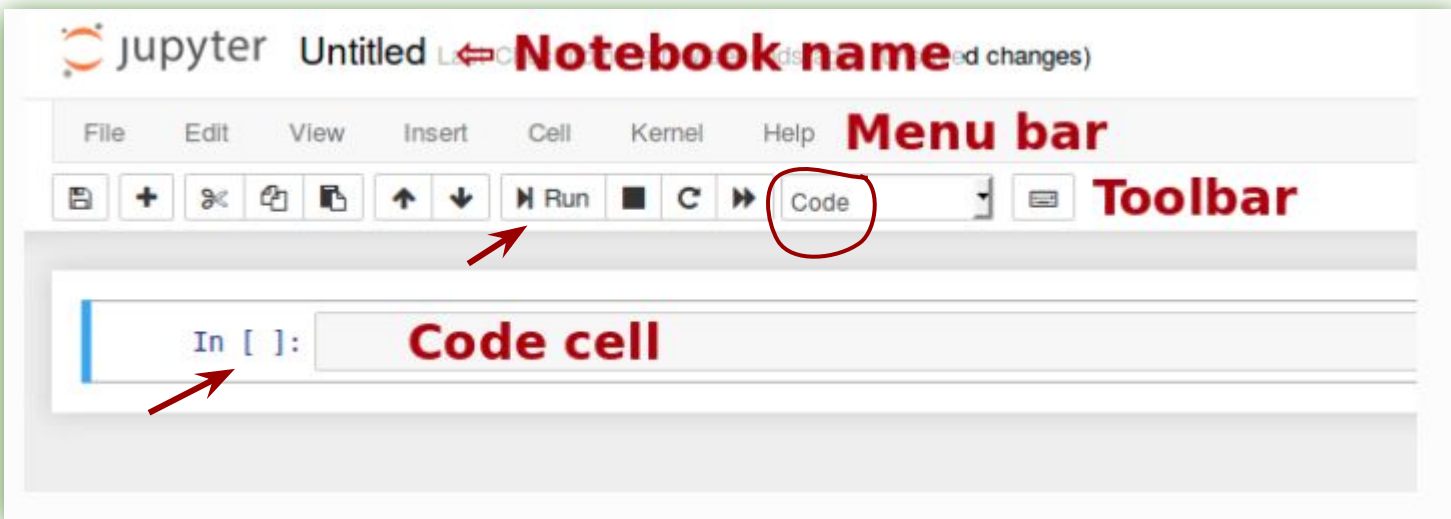 jupyter Untitled ⇦ Notebook name ed changes)
File Edit View Insert Cell Kernel Help Menu bar
Run Code Toolbar
In [ ]: Code cell